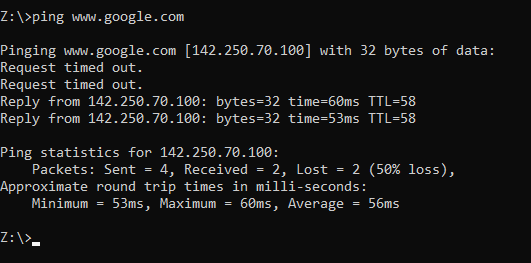 Z:\>ping www.google.com
Pinging www.google.com [142.250.70.100] with 32 bytes of data:
Request timed out.
Request timed out.
Reply from 142.250.70.100: bytes=32 time=60ms TTL=58
Reply from 142.250.70.100: bytes=32 time=53ms TTL=58
Ping statistics for 142.250.70.100:
    Packets: Sent = 4, Received = 2, Lost = 2 (50% loss),
Approximate round trip times in milli-seconds:
    Minimum = 53ms, Maximum = 60ms, Average = 56ms
Z:\>